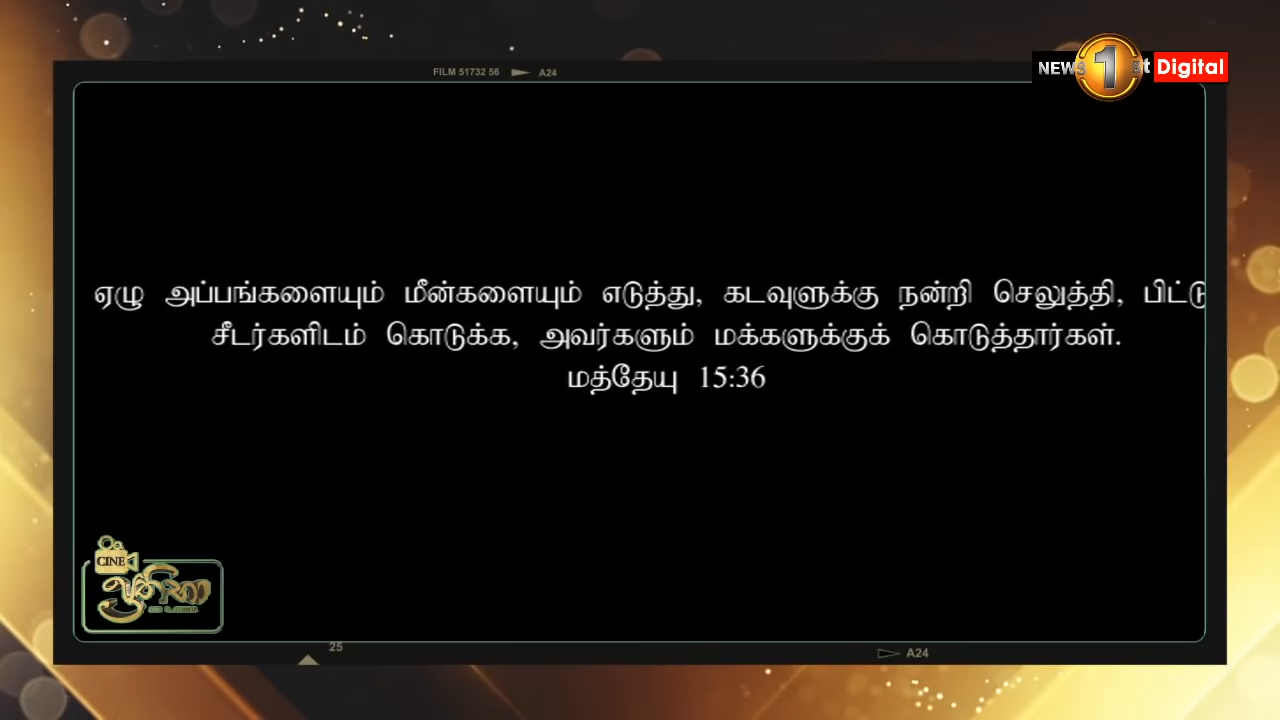 FILM 51732 56 A24
NEWS 1st Digital
ஏழு அப்பங்களையும் மீன்களையும் எடுத்து, கடவுளுக்கு நன்றி செலுத்தி, பிட்டு
சீடர்களிடம் கொடுக்க, அவர்களும் மக்களுக்குக் கொடுத்தார்கள்.
மத்தேயு 15:36
CINE
25
A24